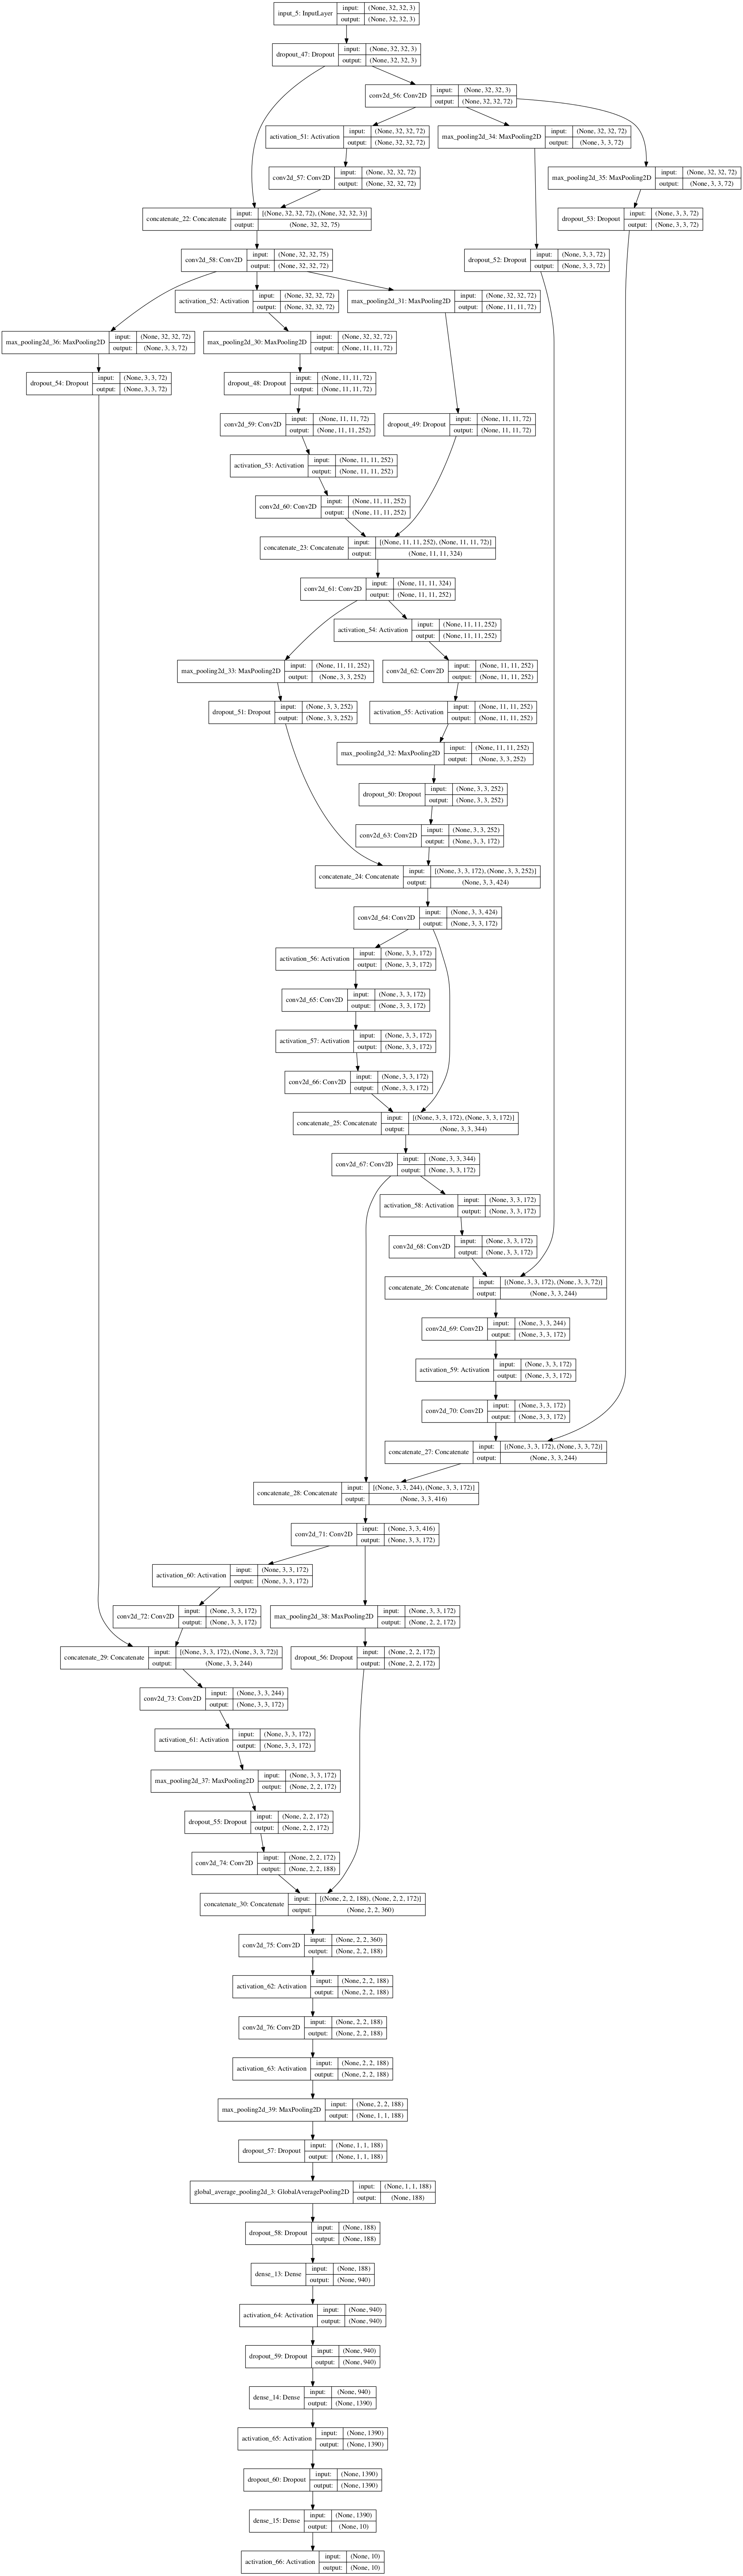 input_5: InputLayer
input: (None, 32, 32, 3)
output: (None, 32, 32, 3)
dropout_47: Dropout
input: (None, 32, 32, 3)
output: (None, 32, 32, 3)
conv2d_56: Conv2D
input: (None, 32, 32, 3)
output: (None, 32, 32, 72)
activation_51: Activation
input: (None, 32, 32, 72)
output: (None, 32, 32, 72)
max_pooling2d_34: MaxPooling2D
input: (None, 32, 32, 72)
output: (None, 3, 3, 72)
conv2d_57: Conv2D
input: (None, 32, 32, 72)
output: (None, 32, 32, 72)
max_pooling2d_35: MaxPooling2D
input: (None, 32, 32, 72)
output: (None, 3, 3, 72)
concatenate_22: Concatenate
input: [(None, 32, 32, 72), (None, 32, 32, 3)]
output: (None, 32, 32, 75)
dropout_53: Dropout
input: (None, 3, 3, 72)
output: (None, 3, 3, 72)
conv2d_58: Conv2D
input: (None, 32, 32, 75)
output: (None, 32, 32, 72)
dropout_52: Dropout
input: (None, 3, 3, 72)
output: (None, 3, 3, 72)
activation_52: Activation
input: (None, 32, 32, 72)
output: (None, 32, 32, 72)
max_pooling2d_31: MaxPooling2D
input: (None, 32, 32, 72)
output: (None, 11, 11, 72)
max_pooling2d_36: MaxPooling2D
input: (None, 32, 32, 72)
output: (None, 3, 3, 72)
max_pooling2d_30: MaxPooling2D
input: (None, 32, 32, 72)
output: (None, 11, 11, 72)
dropout_54: Dropout
input: (None, 3, 3, 72)
output: (None, 3, 3, 72)
dropout_48: Dropout
input: (None, 11, 11, 72)
output: (None, 11, 11, 72)
conv2d_59: Conv2D
input: (None, 11, 11, 72)
output: (None, 11, 11, 252)
dropout_49: Dropout
input: (None, 11, 11, 72)
output: (None, 11, 11, 72)
activation_53: Activation
input: (None, 11, 11, 252)
output: (None, 11, 11, 252)
conv2d_60: Conv2D
input: (None, 11, 11, 252)
output: (None, 11, 11, 252)
concatenate_23: Concatenate
input: [(None, 11, 11, 252), (None, 11, 11, 72)]
output: (None, 11, 11, 324)
conv2d_61: Conv2D
input: (None, 11, 11, 324)
output: (None, 11, 11, 252)
activation_54: Activation
input: (None, 11, 11, 252)
output: (None, 11, 11, 252)
max_pooling2d_33: MaxPooling2D
input: (None, 11, 11, 252)
output: (None, 3, 3, 252)
conv2d_62: Conv2D
input: (None, 11, 11, 252)
output: (None, 11, 11, 252)
dropout_51: Dropout
input: (None, 3, 3, 252)
output: (None, 3, 3, 252)
activation_55: Activation
input: (None, 11, 11, 252)
output: (None, 11, 11, 252)
max_pooling2d_32: MaxPooling2D
input: (None, 11, 11, 252)
output: (None, 3, 3, 252)
dropout_50: Dropout
input: (None, 3, 3, 252)
output: (None, 3, 3, 252)
conv2d_63: Conv2D
input: (None, 3, 3, 252)
output: (None, 3, 3, 172)
concatenate_24: Concatenate
input: [(None, 3, 3, 172), (None, 3, 3, 252)]
output: (None, 3, 3, 424)
conv2d_64: Conv2D
input: (None, 3, 3, 424)
output: (None, 3, 3, 172)
activation_56: Activation
input: (None, 3, 3, 172)
output: (None, 3, 3, 172)
conv2d_65: Conv2D
input: (None, 3, 3, 172)
output: (None, 3, 3, 172)
activation_57: Activation
input: (None, 3, 3, 172)
output: (None, 3, 3, 172)
conv2d_66: Conv2D
input: (None, 3, 3, 172)
output: (None, 3, 3, 172)
concatenate_25: Concatenate
input: [(None, 3, 3, 172), (None, 3, 3, 172)]
output: (None, 3, 3, 344)
conv2d_67: Conv2D
input: (None, 3, 3, 344)
output: (None, 3, 3, 172)
activation_58: Activation
input: (None, 3, 3, 172)
output: (None, 3, 3, 172)
conv2d_68: Conv2D
input: (None, 3, 3, 172)
output: (None, 3, 3, 172)
concatenate_26: Concatenate
input: [(None, 3, 3, 172), (None, 3, 3, 72)]
output: (None, 3, 3, 244)
conv2d_69: Conv2D
input: (None, 3, 3, 244)
output: (None, 3, 3, 172)
activation_59: Activation
input: (None, 3, 3, 172)
output: (None, 3, 3, 172)
conv2d_70: Conv2D
input: (None, 3, 3, 172)
output: (None, 3, 3, 172)
concatenate_27: Concatenate
input: [(None, 3, 3, 172), (None, 3, 3, 72)]
output: (None, 3, 3, 244)
concatenate_28: Concatenate
input: [(None, 3, 3, 244), (None, 3, 3, 172)]
output: (None, 3, 3, 416)
conv2d_71: Conv2D
input: (None, 3, 3, 416)
output: (None, 3, 3, 172)
activation_60: Activation
input: (None, 3, 3, 172)
output: (None, 3, 3, 172)
conv2d_72: Conv2D
input: (None, 3, 3, 172)
output: (None, 3, 3, 172)
max_pooling2d_38: MaxPooling2D
input: (None, 3, 3, 172)
output: (None, 2, 2, 172)
concatenate_29: Concatenate
input: [(None, 3, 3, 172), (None, 3, 3, 72)]
output: (None, 3, 3, 244)
dropout_56: Dropout
input: (None, 2, 2, 172)
output: (None, 2, 2, 172)
conv2d_73: Conv2D
input: (None, 3, 3, 244)
output: (None, 3, 3, 172)
activation_61: Activation
input: (None, 3, 3, 172)
output: (None, 3, 3, 172)
max_pooling2d_37: MaxPooling2D
input: (None, 3, 3, 172)
output: (None, 2, 2, 172)
dropout_55: Dropout
input: (None, 2, 2, 172)
output: (None, 2, 2, 172)
conv2d_74: Conv2D
input: (None, 2, 2, 172)
output: (None, 2, 2, 188)
concatenate_30: Concatenate
input: [(None, 2, 2, 188), (None, 2, 2, 172)]
output: (None, 2, 2, 360)
conv2d_75: Conv2D
input: (None, 2, 2, 360)
output: (None, 2, 2, 188)
activation_62: Activation
input: (None, 2, 2, 188)
output: (None, 2, 2, 188)
conv2d_76: Conv2D
input: (None, 2, 2, 188)
output: (None, 2, 2, 188)
activation_63: Activation
input: (None, 2, 2, 188)
output: (None, 2, 2, 188)
max_pooling2d_39: MaxPooling2D
input: (None, 2, 2, 188)
output: (None, 1, 1, 188)
dropout_57: Dropout
input: (None, 1, 1, 188)
output: (None, 1, 1, 188)
global_average_pooling2d_3: GlobalAveragePooling2D
input: (None, 1, 1, 188)
output: (None, 188)
dropout_58: Dropout
input: (None, 188)
output: (None, 188)
dense_13: Dense
input: (None, 188)
output: (None, 940)
activation_64: Activation
input: (None, 940)
output: (None, 940)
dropout_59: Dropout
input: (None, 940)
output: (None, 940)
dense_14: Dense
input: (None, 940)
output: (None, 1390)
activation_65: Activation
input: (None, 1390)
output: (None, 1390)
dropout_60: Dropout
input: (None, 1390)
output: (None, 1390)
dense_15: Dense
input: (None, 1390)
output: (None, 10)
activation_66: Activation
input: (None, 10)
output: (None, 10)